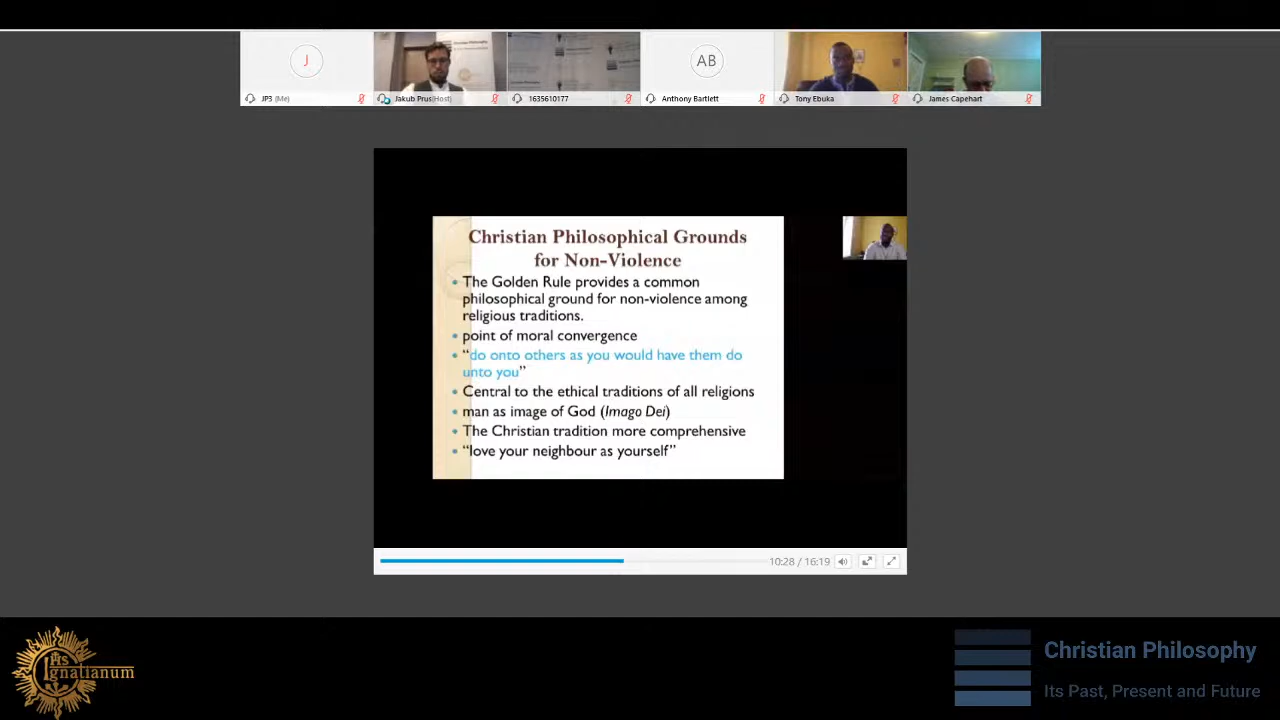 J
AB
JP3 (Me)
Jakub Prus(Host)
1635610177
Anthony Bartlett
Tony Ebuka
James Capehart
Christian Philosophical Grounds
for Non-Violence
• The Golden Rule provides a common
philosophical ground for non-violence among
religious traditions.
• point of moral convergence
• “do onto others as you would have them do
unto you”
• Central to the ethical traditions of all religions
• man as image of God (Imago Dei)
• The Christian tradition more comprehensive
• “love your neighbour as yourself”
10:28 / 16:19
IHS
Ignatianum
Christian Philosophy
Its Past, Present and Future